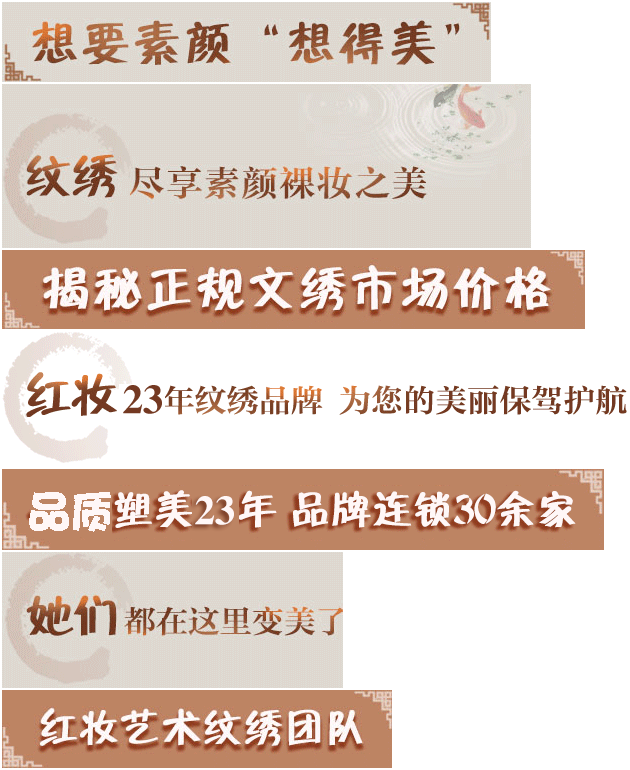 想要素颜“想得美”
纹绣 尽享素颜裸妆之美
揭秘正规文绣市场价格
红妆 23年纹绣品牌 为您的美丽保驾护航
品质塑美23年 品牌连锁30余家
她们 都在这里变美了
红妆艺术纹绣团队